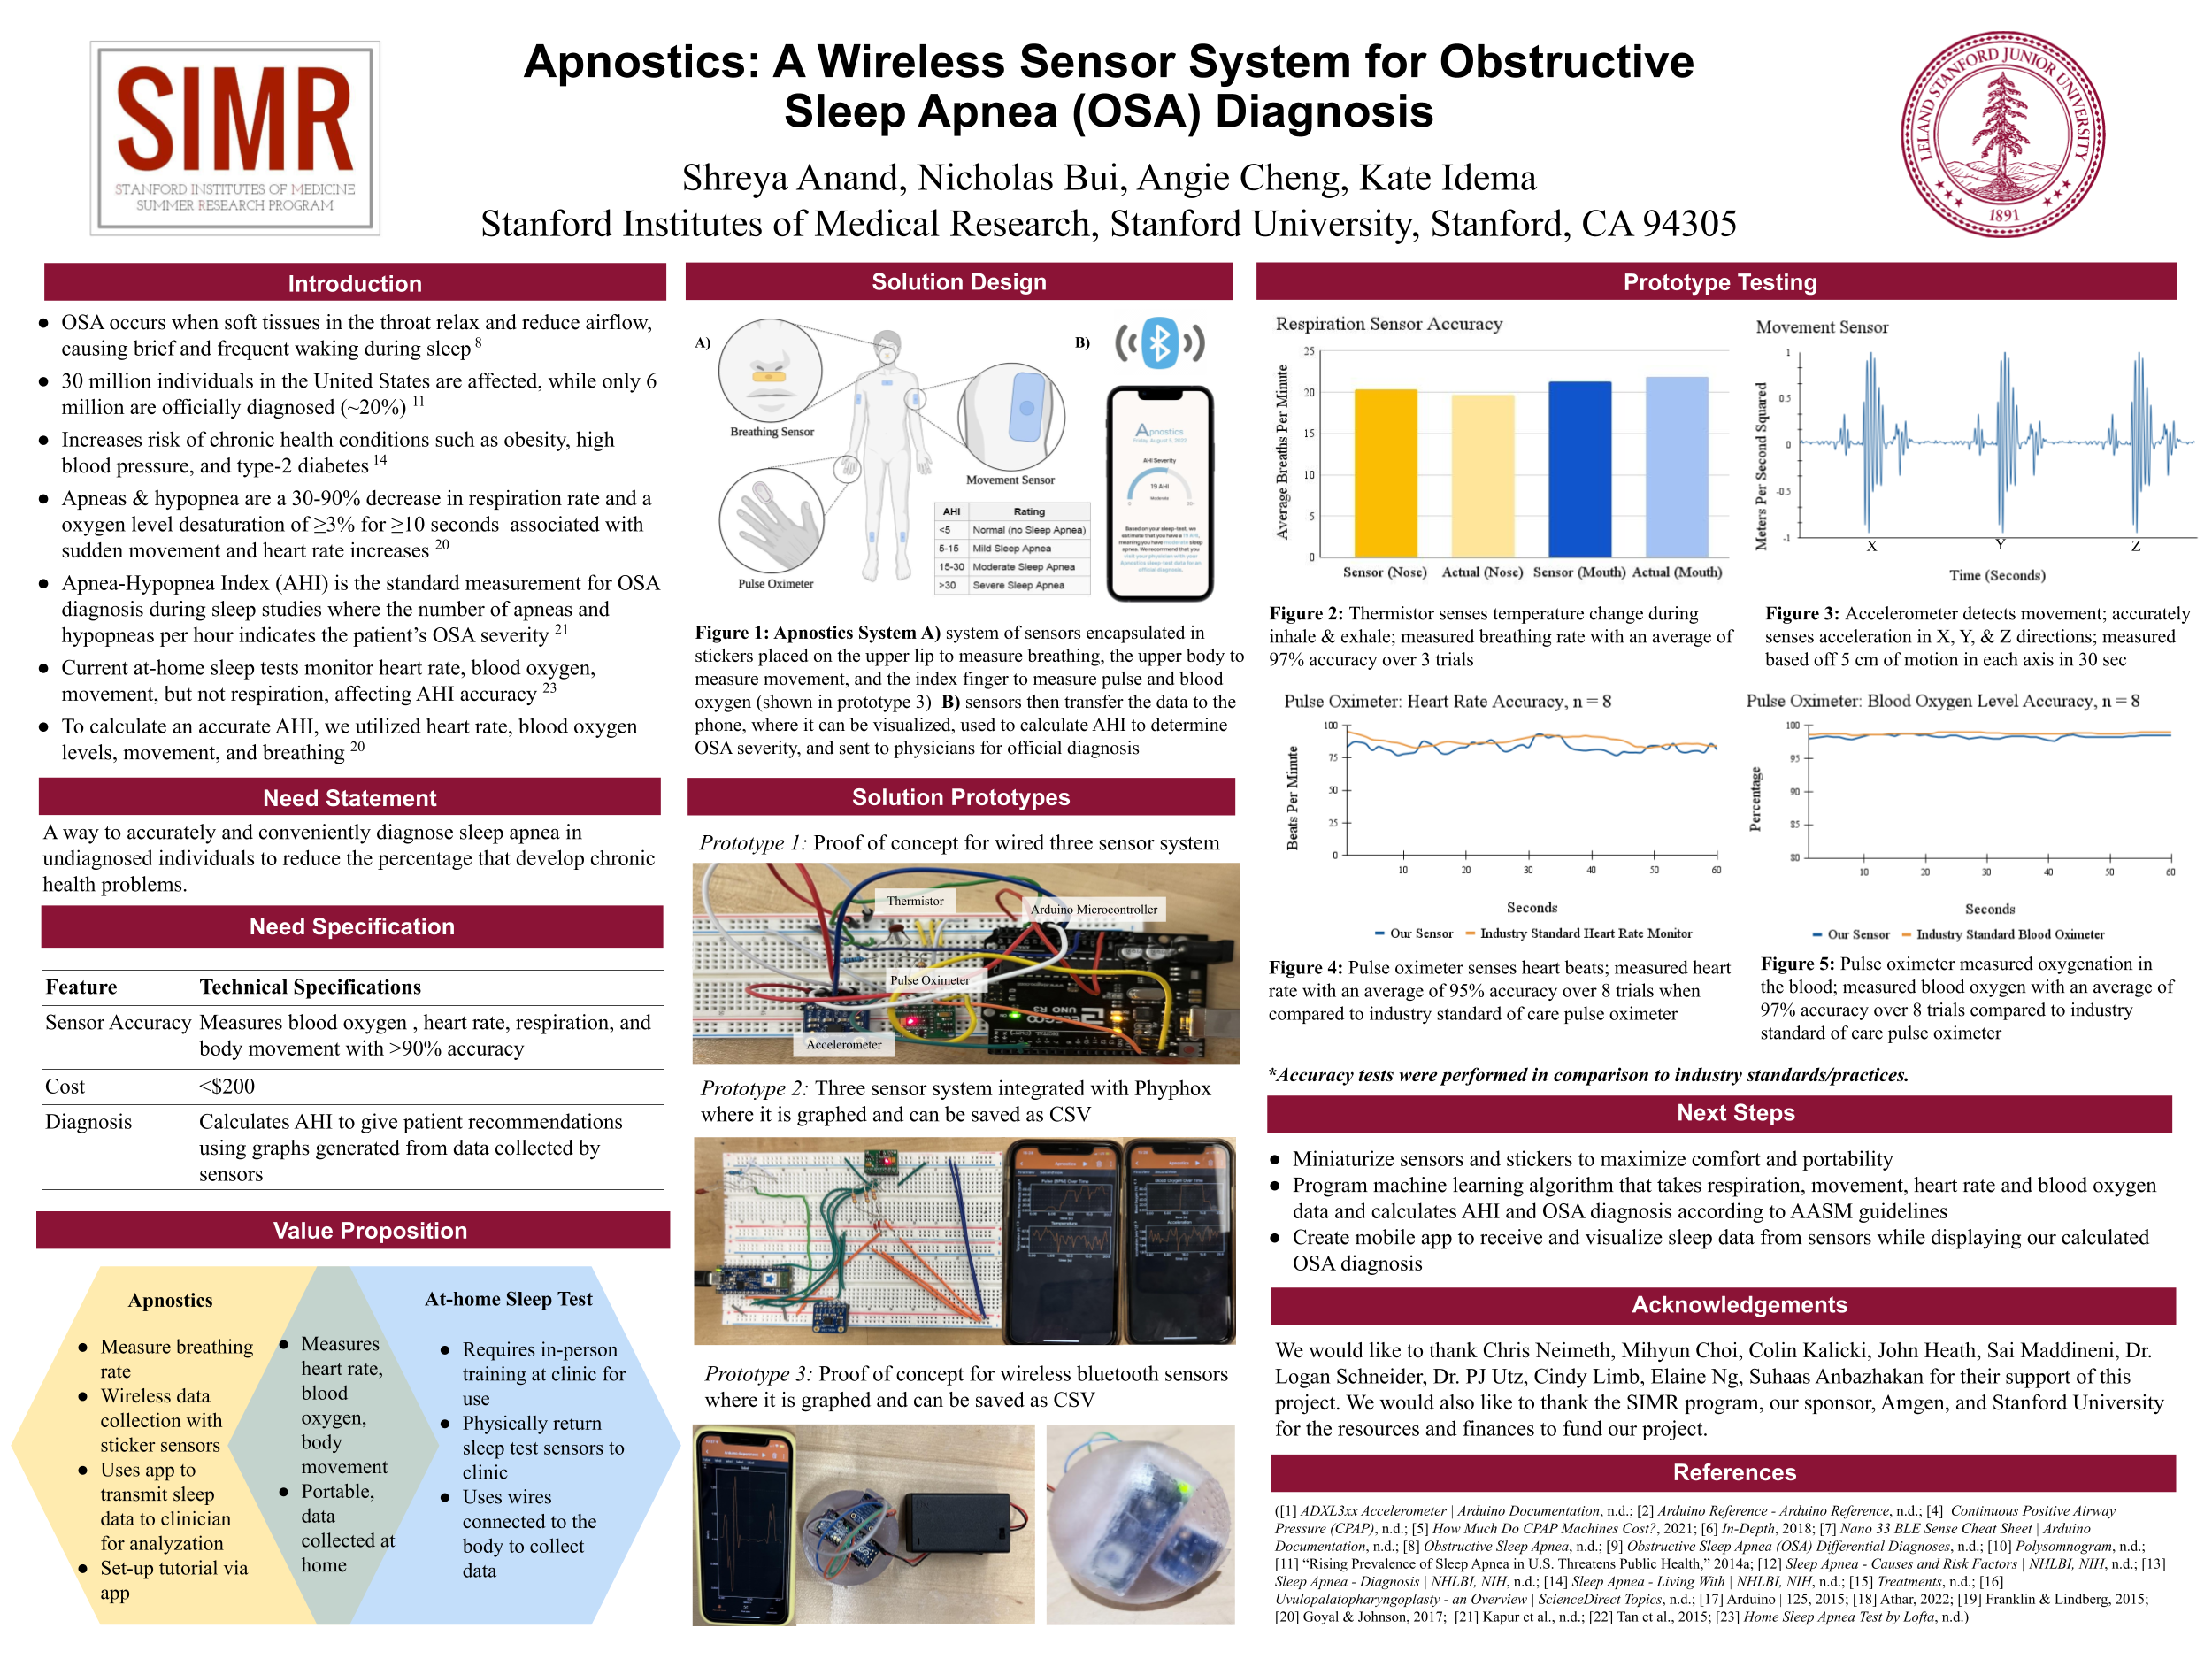 SIMR
STANFORD INSTITUTES OF MEDICINE
SUMMER RESEARCH PROGRAM
Apnostics: A Wireless Sensor System for Obstructive
Sleep Apnea (OSA) Diagnosis
Shreya Anand, Nicholas Bui, Angie Cheng, Kate Idema
Stanford Institutes of Medical Research, Stanford University, Stanford, CA 94305
LELAND STANFORD JUNIOR UNIVERSITY
1891
Introduction
● OSA occurs when soft tissues in the throat relax and reduce airflow,
causing brief and frequent waking during sleep 8
● 30 million individuals in the United States are affected, while only 6
million are officially diagnosed (~20%) 11
● Increases risk of chronic health conditions such as obesity, high
blood pressure, and type-2 diabetes 14
● Apneas & hypopnea are a 30-90% decrease in respiration rate and a
oxygen level desaturation of ≥3% for ≥10 seconds associated with
sudden movement and heart rate increases 20
● Apnea-Hypopnea Index (AHI) is the standard measurement for OSA
diagnosis during sleep studies where the number of apneas and
hypopneas per hour indicates the patient's OSA severity 21
● Current at-home sleep tests monitor heart rate, blood oxygen,
movement, but not respiration, affecting AHI accuracy 23
● To calculate an accurate AHI, we utilized heart rate, blood oxygen
levels, movement, and breathing 20
Need Statement
A way to accurately and conveniently diagnose sleep apnea in
undiagnosed individuals to reduce the percentage that develop chronic
health problems.
Need Specification
Feature Technical Specifications
Sensor Accuracy Measures blood oxygen , heart rate, respiration, and
body movement with >90% accuracy
Cost <$200
Diagnosis Calculates AHI to give patient recommendations
using graphs generated from data collected by
sensors
Value Proposition
Apnostics
● Measure breathing
rate
● Wireless data
collection with
sticker sensors
● Uses app to
transmit sleep
data to clinician
for analyzation
● Set-up tutorial via
app
● Measures
heart rate,
blood
oxygen,
body
movement
● Portable,
data
collected at
home
At-home Sleep Test
● Requires in-person
training at clinic for
use
● Physically return
sleep test sensors to
clinic
● Uses wires
connected to the
body to collect
data
Solution Design
A)
Breathing Sensor
Movement Sensor
Pulse Oximeter
AHI Rating
<5 Normal (no Sleep Apnea)
5-15 Mild Sleep Apnea
15-30 Moderate Sleep Apnea
>30 Severe Sleep Apnea
B)
Apnostics
Friday, August 5, 2022
AHI Severity
19 AHI
Moderate
0 30+
Based on your sleep-test, we
estimate that you have a 19 AHI,
meaning you have moderate sleep
apnea. We recommend that you
visit your physician with your
Apnostics sleep-test data for an
official diagnosis.
Figure 1: Apnostics System A) system of sensors encapsulated in
stickers placed on the upper lip to measure breathing, the upper body to
measure movement, and the index finger to measure pulse and blood
oxygen (shown in prototype 3) B) sensors then transfer the data to the
phone, where it can be visualized, used to calculate AHI to determine
OSA severity, and sent to physicians for official diagnosis
Solution Prototypes
Prototype 1: Proof of concept for wired three sensor system
Thermistor
Arduino Microcontroller
Pulse Oximeter
Accelerometer
UNO R3
Prototype 2: Three sensor system integrated with Phyphox
where it is graphed and can be saved as CSV
Prototype 3: Proof of concept for wireless bluetooth sensors
where it is graphed and can be saved as CSV
Prototype Testing
Respiration Sensor Accuracy
Average Breaths Per Minute
25
20
15
10
5
0
Sensor (Nose) Actual (Nose) Sensor (Mouth) Actual (Mouth)
Figure 2: Thermistor senses temperature change during
inhale & exhale; measured breathing rate with an average of
97% accuracy over 3 trials
Movement Sensor
Meters Per Second Squared
1
0.5
0
-0.5
-1
X Y Z
Time (Seconds)
Figure 3: Accelerometer detects movement; accurately
senses acceleration in X, Y, & Z directions; measured
based off 5 cm of motion in each axis in 30 sec
Pulse Oximeter: Heart Rate Accuracy, n = 8
Beats Per Minute
100
75
50
25
0
10 20 30 40 50 60
Seconds
Our Sensor Industry Standard Heart Rate Monitor
Figure 4: Pulse oximeter senses heart beats; measured heart
rate with an average of 95% accuracy over 8 trials when
compared to industry standard of care pulse oximeter
Pulse Oximeter: Blood Oxygen Level Accuracy, n = 8
Percentage
100
95
90
85
80
10 20 30 40 50 60
Seconds
Our Sensor Industry Standard Blood Oximeter
Figure 5: Pulse oximeter measured oxygenation in
the blood; measured blood oxygen with an average of
97% accuracy over 8 trials compared to industry
standard of care pulse oximeter
*Accuracy tests were performed in comparison to industry standards/practices.
Next Steps
● Miniaturize sensors and stickers to maximize comfort and portability
● Program machine learning algorithm that takes respiration, movement, heart rate and blood oxygen
data and calculates AHI and OSA diagnosis according to AASM guidelines
● Create mobile app to receive and visualize sleep data from sensors while displaying our calculated
OSA diagnosis
Acknowledgements
We would like to thank Chris Neimeth, Mihyun Choi, Colin Kalicki, John Heath, Sai Maddineni, Dr.
Logan Schneider, Dr. PJ Utz, Cindy Limb, Elaine Ng, Suhaas Anbazhakan for their support of this
project. We would also like to thank the SIMR program, our sponsor, Amgen, and Stanford University
for the resources and finances to fund our project.
References
([1] ADXL3xx Accelerometer | Arduino Documentation, n.d.; [2] Arduino Reference - Arduino Reference, n.d.; [4] Continuous Positive Airway
Pressure (CPAP), n.d.; [5] How Much Do CPAP Machines Cost?, 2021; [6] In-Depth, 2018; [7] Nano 33 BLE Sense Cheat Sheet | Arduino
Documentation, n.d.; [8] Obstructive Sleep Apnea, n.d.; [9] Obstructive Sleep Apnea (OSA) Differential Diagnoses, n.d.; [10] Polysomnogram, n.d.;
[11] “Rising Prevalence of Sleep Apnea in U.S. Threatens Public Health,” 2014a; [12] Sleep Apnea - Causes and Risk Factors | NHLBI, NIH, n.d.; [13]
Sleep Apnea - Diagnosis | NHLBI, NIH, n.d.; [14] Sleep Apnea - Living With | NHLBI, NIH, n.d.; [15] Treatments, n.d.; [16]
Uvulopalatopharyngoplasty - an Overview | ScienceDirect Topics, n.d.; [17] Arduino | 125, 2015; [18] Athar, 2022; [19] Franklin & Lindberg, 2015;
[20] Goyal & Johnson, 2017; [21] Kapur et al., n.d.; [22] Tan et al., 2015; [23] Home Sleep Apnea Test by Lofta, n.d.)